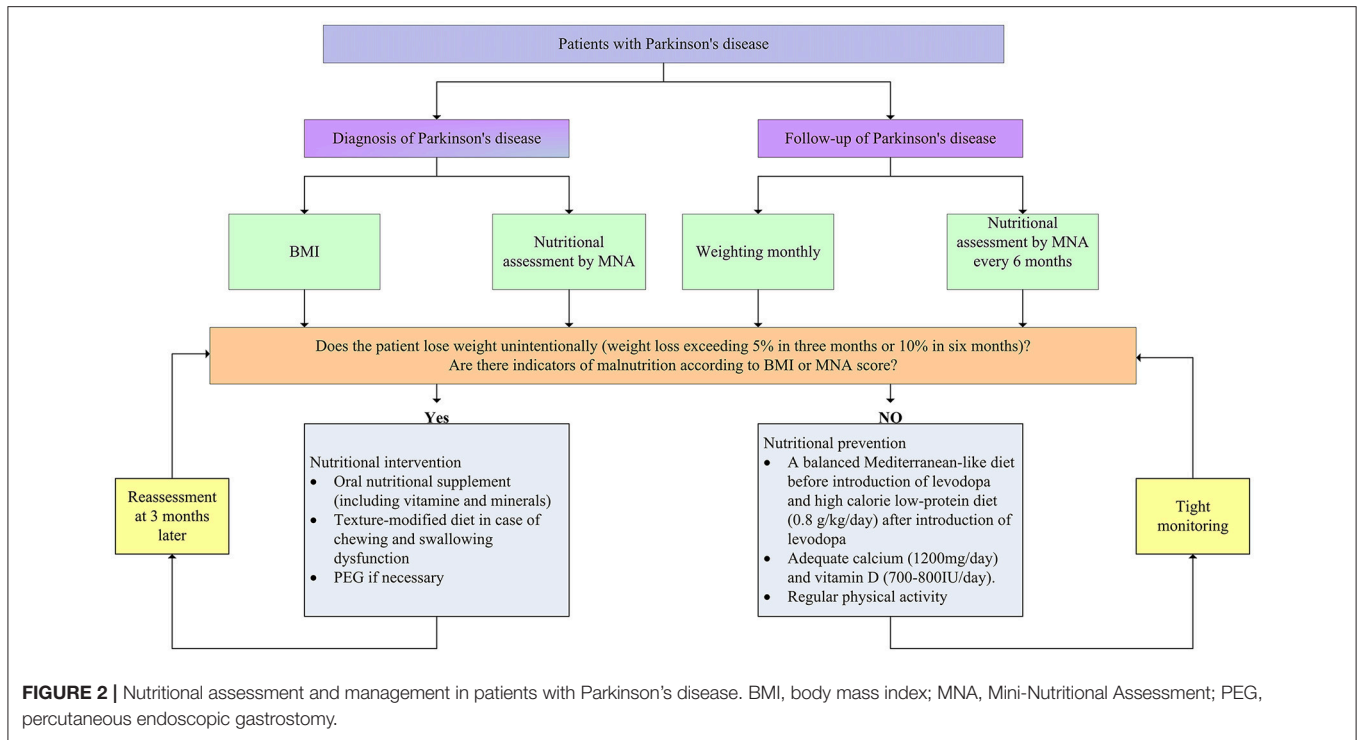 Patients with Parkinson's disease
Diagnosis of Parkinson's disease
Follow-up of Parkinson's disease
BMI
Nutritional
assessment by MNA
Weighting monthly
Nutritional
assessment by MNA
every 6 months
Does the patient lose weight unintentionally (weight loss exceeding 5% in three months or 10% in six months)?
Are there indicators of malnutrition according to BMI or MNA score?
Yes
NO
Nutritional intervention
• Oral nutritional supplement
(including vitamine and minerals)
• Texture-modified diet in case of
chewing and swallowing
dysfunction
• PEG if necessary
Nutritional prevention
• A balanced Mediterranean-like diet
before introduction of levodopa
and high calorie low-protein diet
(0.8 g/kg/day) after introduction of
levodopa
• Adequate calcium (1200mg/day)
and vitamin D (700-800IU/day).
• Regular physical activity
Reassessment
at 3 months
later
Tight
monitoring
FIGURE 2 | Nutritional assessment and management in patients with Parkinson's disease. BMI, body mass index; MNA, Mini-Nutritional Assessment; PEG,
percutaneous endoscopic gastrostomy.